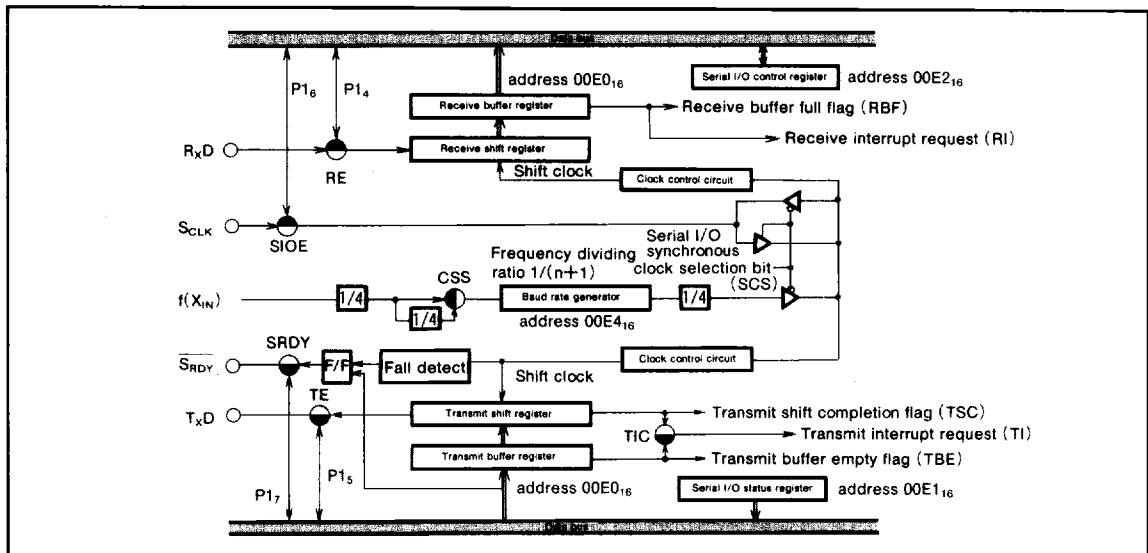 Data bus
address 00E0₁₆
Serial I/O control register
address 00E2₁₆
P1₆
P1₄
Receive buffer register
Receive buffer full flag (RBF)
RxD
Receive shift register
Receive interrupt request (RI)
RE
Shift clock
Clock control circuit
SCLK
SIOE
Serial I/O
synchronous
clock selection bit
(SCS)
Frequency dividing
ratio 1/(n+1)
CSS
f(XIN)
1/4
1/4
Baud rate generator
1/4
address 00E4₁₆
SRDY
S̅R̅D̅Y̅
F/F
Fall detect
Clock control circuit
Shift clock
TE
TxD
Transmit shift register
Transmit shift completion flag (TSC)
TIC
Transmit interrupt request (TI)
Transmit buffer register
Transmit buffer empty flag (TBE)
P1₇
P1₅
address 00E0₁₆
Serial I/O status register
address 00E1₁₆
Data bus